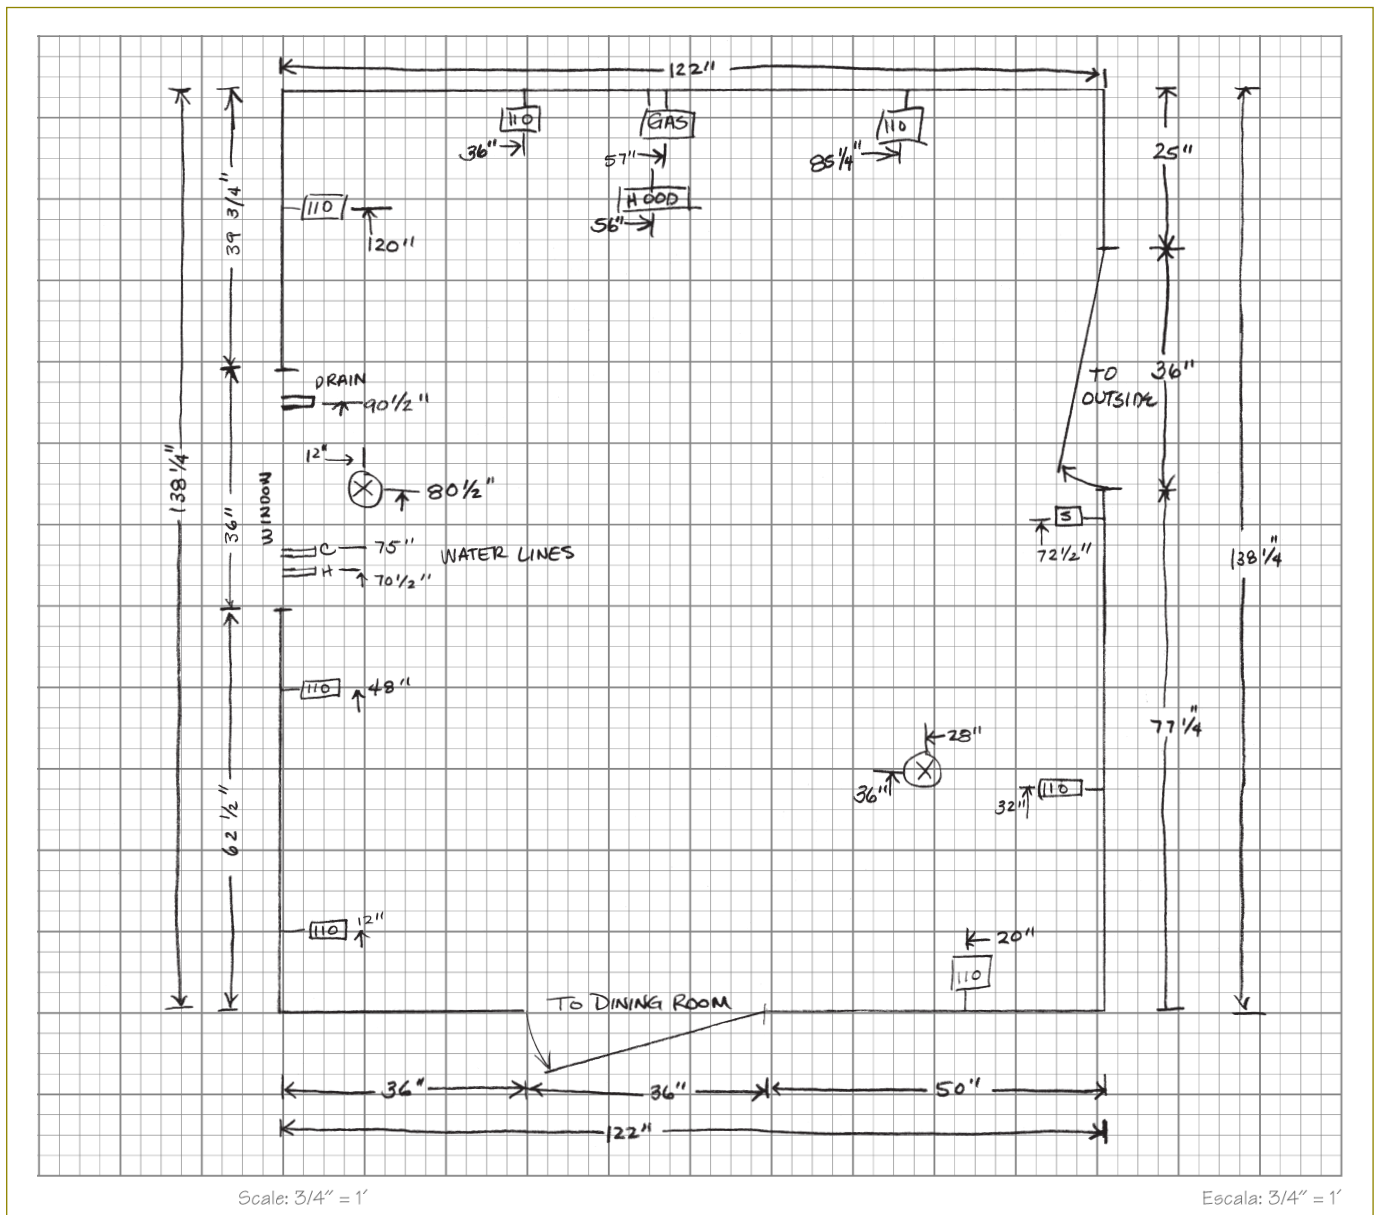 122"
110
GAS
110
36"
57"
85 1/4"
25"
39 3/4"
110
HOOD
120"
56"
DRAIN
90 1/2"
TO
OUTSIDE
36"
138 1/4"
12"
80 1/2"
WINDOW
36"
S
C
75"
WATER LINES
H
70 1/2"
72 1/2"
138 1/4"
110
48"
77 1/4"
28"
36"
32"
110
62 1/2"
110
12"
20"
110
TO DINING ROOM
36"
36"
50"
122"
Scale: 3/4" = 1'
Escala: 3/4" = 1'